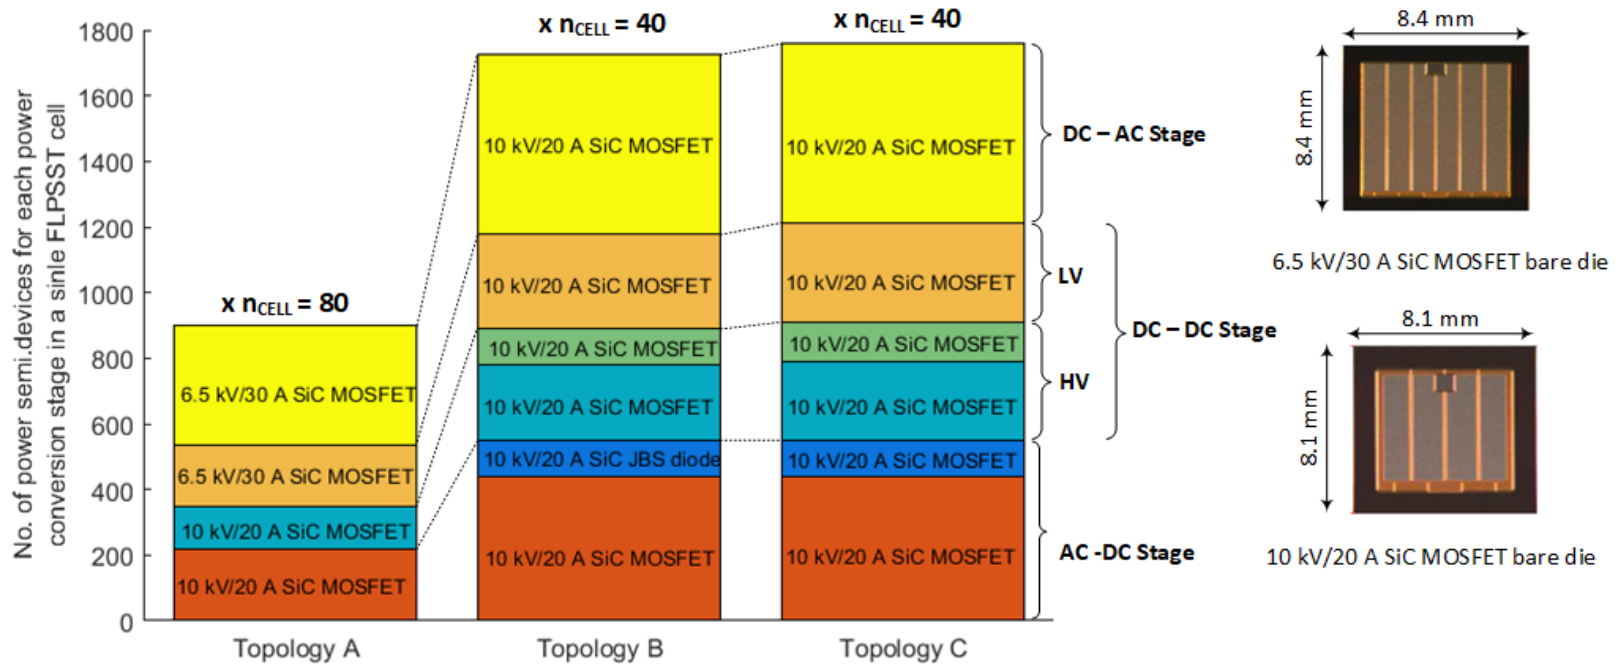 No. of power semi.devices for each power
conversion stage in a sinle FLPSST cell
1800
1600
1400
1200
1000
800
600
400
200
0
x nCELL = 80
6.5 kV/30 A SiC MOSFET
6.5 kV/30 A SiC MOSFET
10 kV/20 A SiC MOSFET
10 kV/20 A SiC MOSFET
Topology A
x nCELL = 40
10 kV/20 A SiC MOSFET
10 kV/20 A SiC MOSFET
10 kV/20 A SiC MOSFET
10 kV/20 A SiC MOSFET
10 kV/20 A SiC JBS diode
10 kV/20 A SiC MOSFET
Topology B
x nCELL = 40
10 kV/20 A SiC MOSFET
10 kV/20 A SiC MOSFET
10 kV/20 A SiC MOSFET
10 kV/20 A SiC MOSFET
10 kV/20 A SiC MOSFET
10 kV/20 A SiC MOSFET
Topology C
DC – AC Stage
LV
DC – DC Stage
HV
AC -DC Stage
8.4 mm
8.4 mm
6.5 kV/30 A SiC MOSFET bare die
8.1 mm
8.1 mm
10 kV/20 A SiC MOSFET bare die